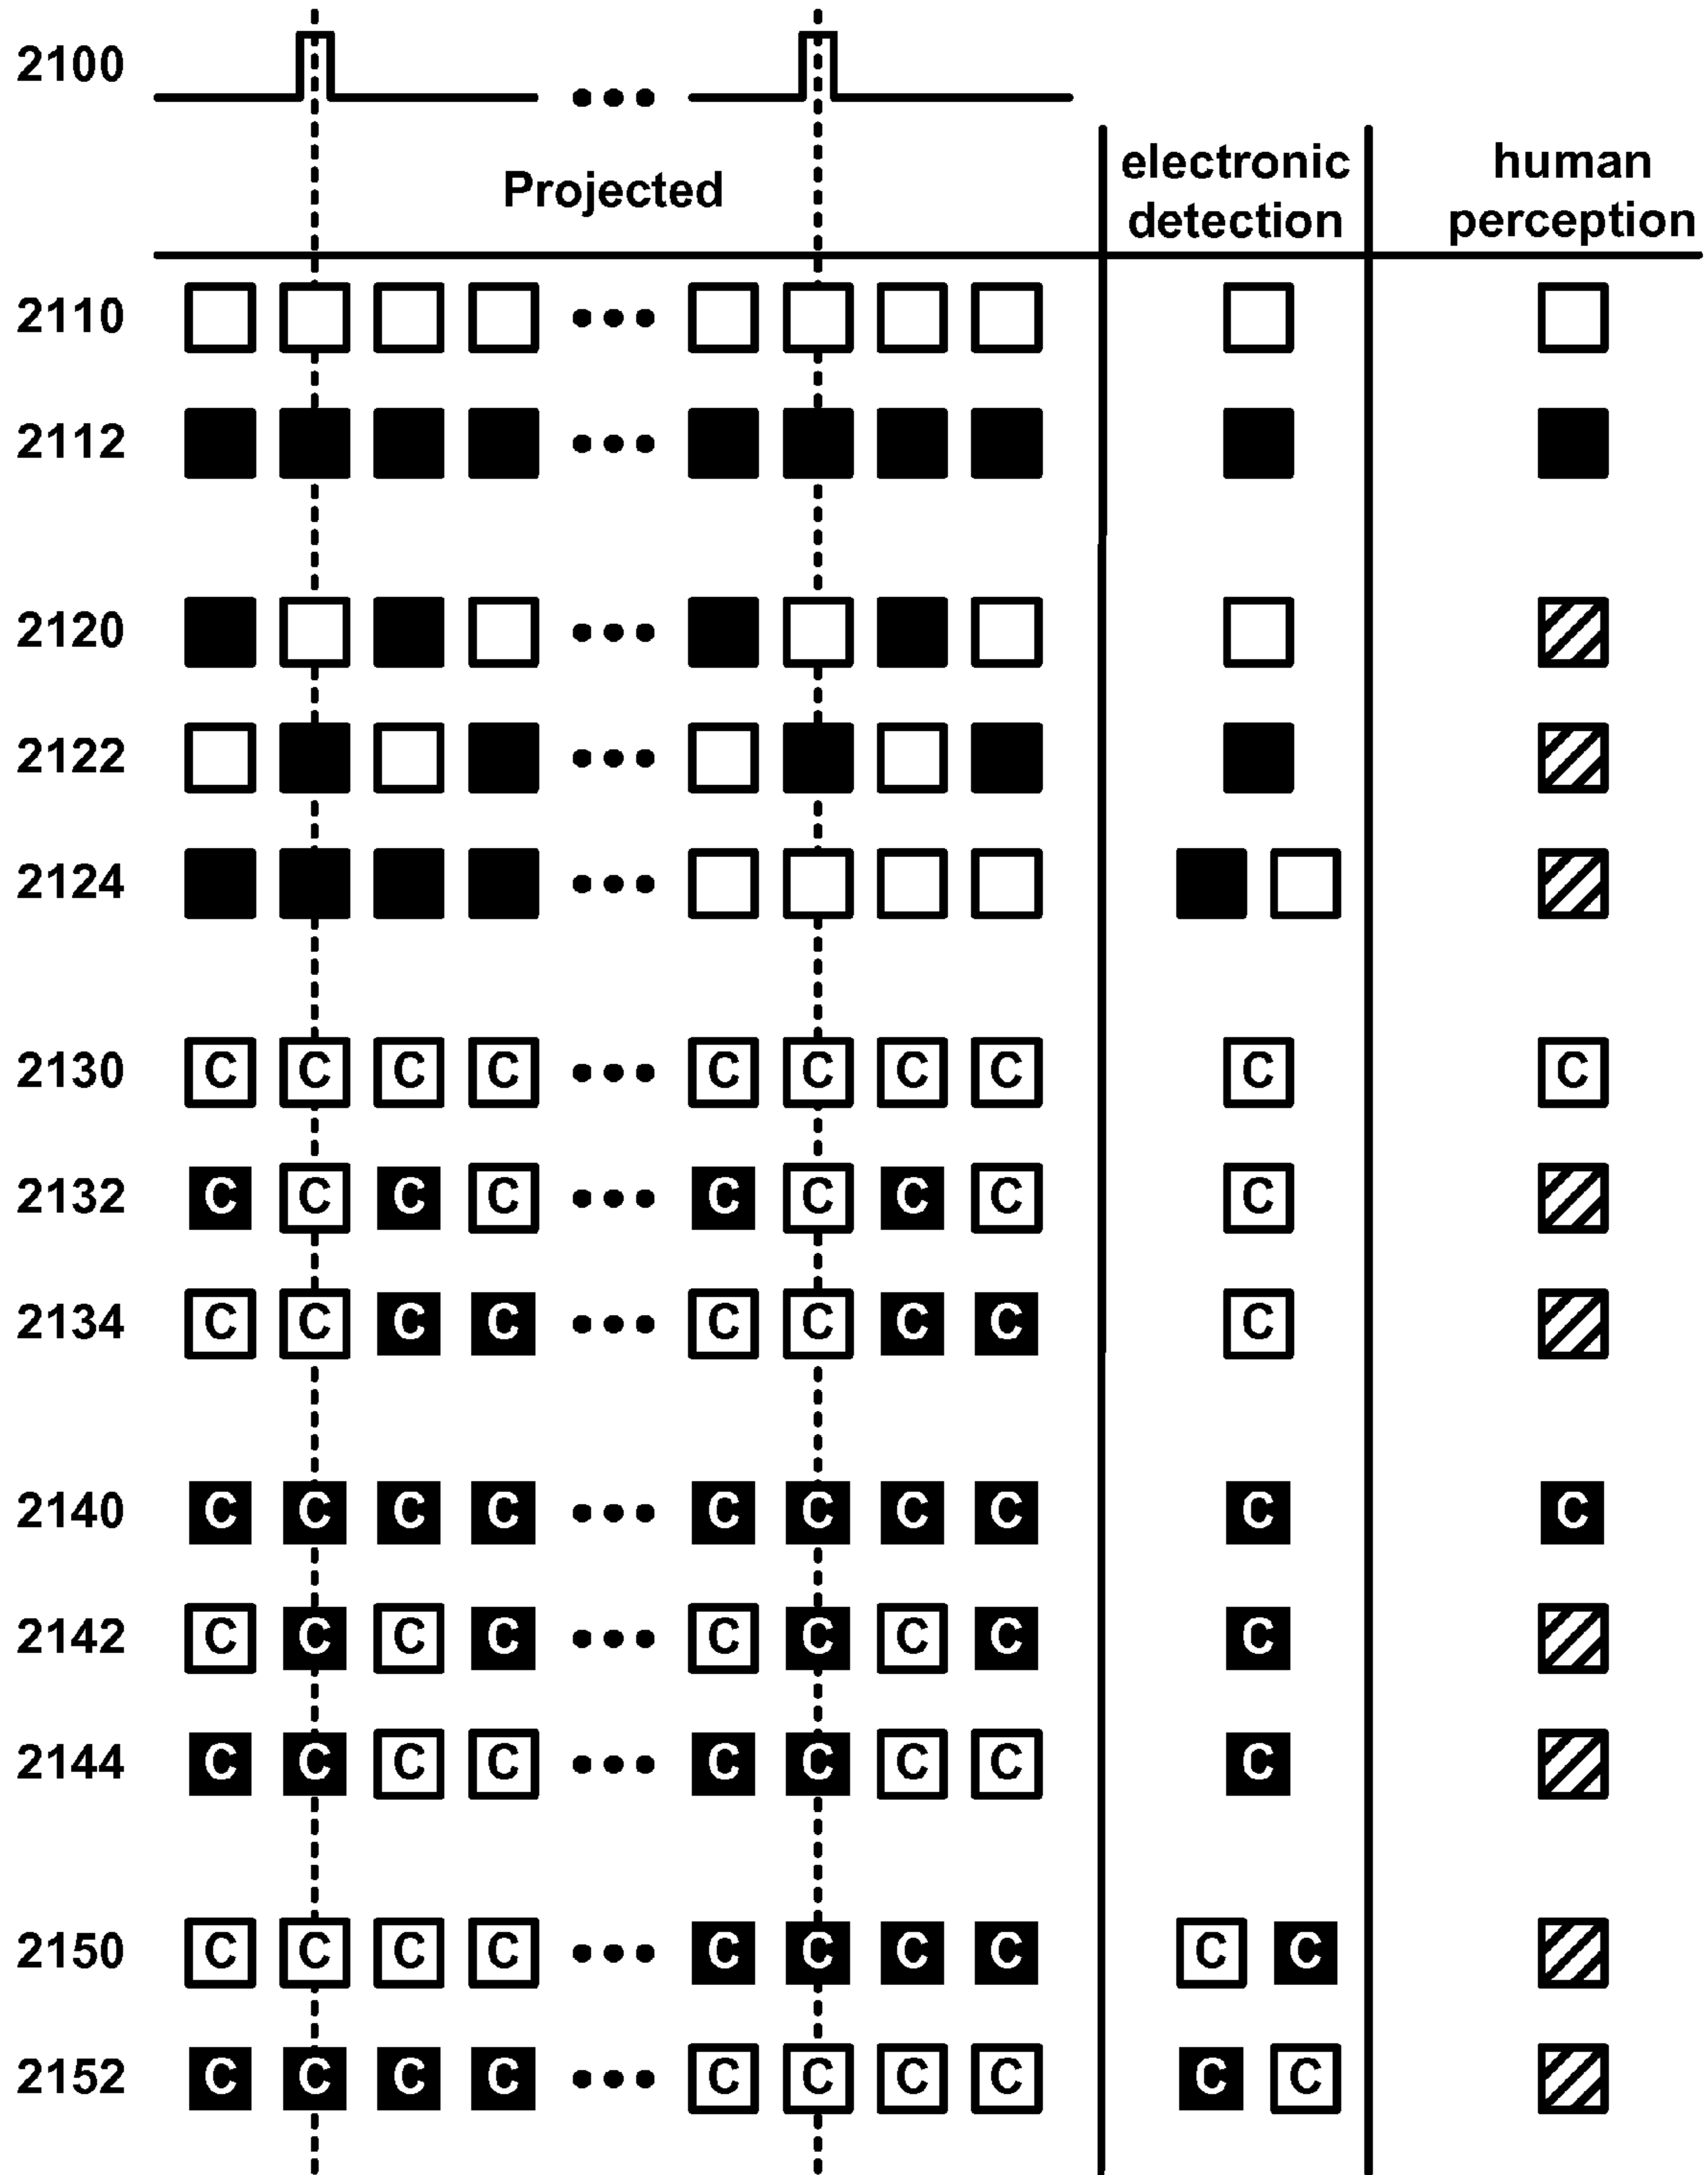 2100
Projected
electronic
detection
human
perception
2110
2112
2120
2122
2124
2130 C C C C C C C C C C
2132 C C C C C C C C C
2134 C C C C C C C C C
2140 C C C C C C C C C C
2142 C C C C C C C C C
2144 C C C C C C C C C
2150 C C C C C C C C C C
2152 C C C C C C C C C C